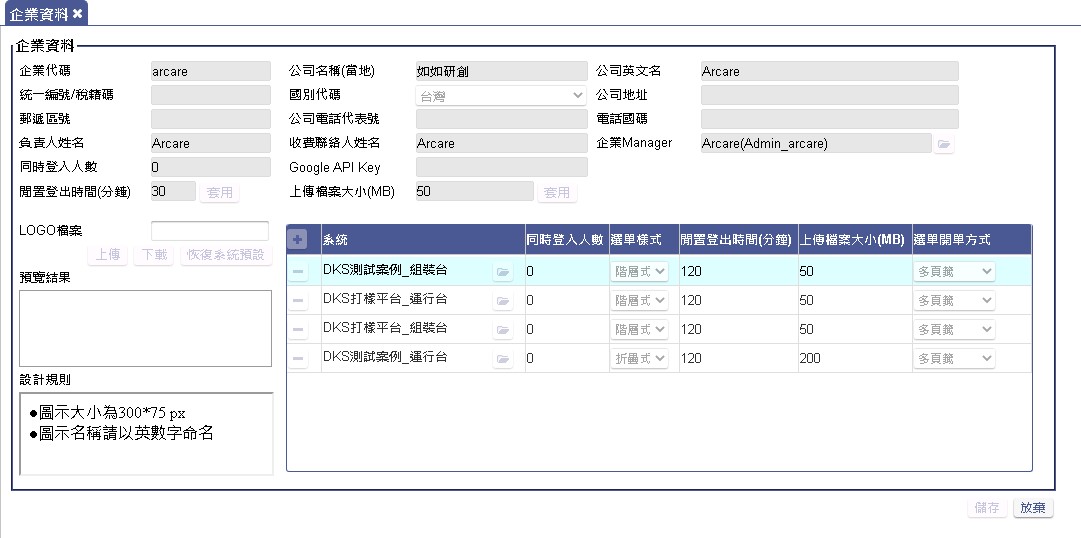 企業資料 ✖
企業資料
企業代碼 arcare 公司名稱(當地) 如如研創 公司英文名 Arcare
統一編號/稅籍碼 國別代碼 台灣 公司地址
郵遞區號 公司電話代表號 電話國碼
負責人姓名 Arcare 收費聯絡人姓名 Arcare 企業Manager Arcare(Admin_arcare)
同時登入人數 0 Google API Key
閒置登出時間(分鐘) 30 套用 上傳檔案大小(MB) 50 套用
LOGO檔案
上傳 下載 恢復系統預設
預覽結果
設計規則
●圖示大小為300*75 px
●圖示名稱請以英數字命名
系統 同時登入人數 選單樣式 閒置登出時間(分鐘) 上傳檔案大小(MB) 選單開單方式
DKS測試案例_組裝台 0 階層式 120 50 多頁籤
DKS打樣平台_運行台 0 階層式 120 50 多頁籤
DKS打樣平台_組裝台 0 階層式 120 50 多頁籤
DKS測試案例_運行台 0 折疊式 120 200 多頁籤
儲存 放棄